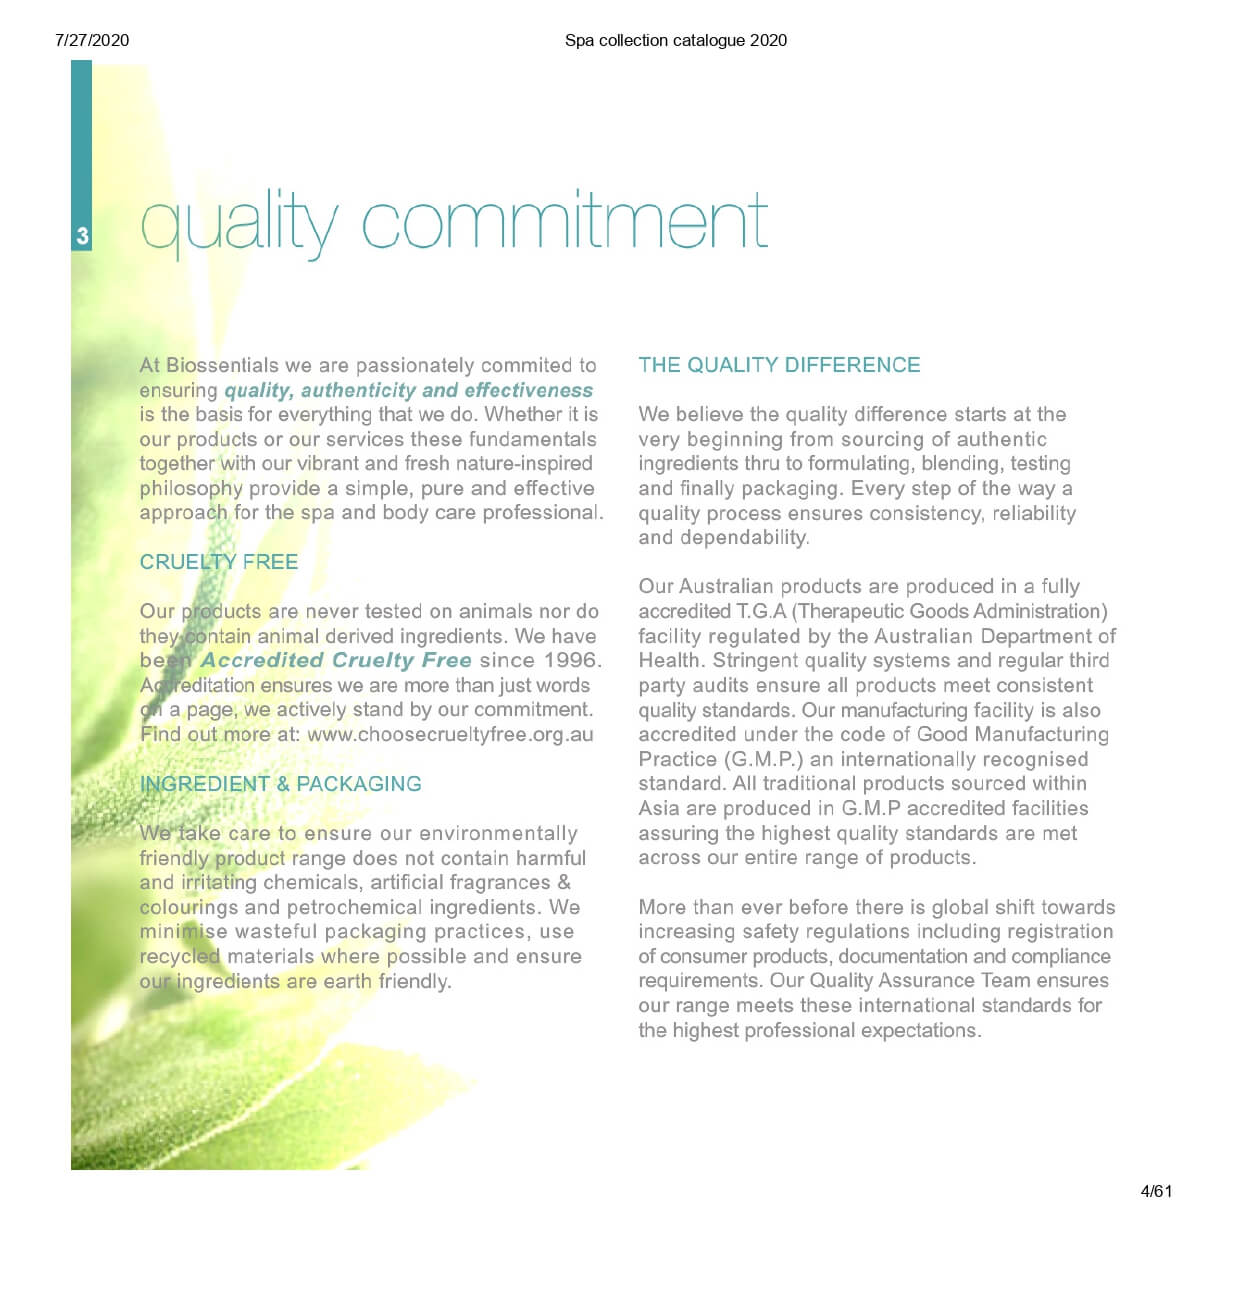 7/27/2020
Spa collection catalogue 2020
3
quality commitment
At Biossentials we are passionately commited to
ensuring quality, authenticity and effectiveness
is the basis for everything that we do. Whether it is
our products or our services these fundamentals
together with our vibrant and fresh nature-inspired
philosophy provide a simple, pure and effective
approach for the spa and body care professional.
CRUELTY FREE
Our products are never tested on animals nor do
they contain animal derived ingredients. We have
been Accredited Cruelty Free since 1996.
Accreditation ensures we are more than just words
on a page, we actively stand by our commitment.
Find out more at: www.choosecrueltyfree.org.au
INGREDIENT & PACKAGING
We take care to ensure our environmentally
friendly product range does not contain harmful
and irritating chemicals, artificial fragrances &
colourings and petrochemical ingredients. We
minimise wasteful packaging practices, use
recycled materials where possible and ensure
our ingredients are earth friendly.
THE QUALITY DIFFERENCE
We believe the quality difference starts at the
very beginning from sourcing of authentic
ingredients thru to formulating, blending, testing
and finally packaging. Every step of the way a
quality process ensures consistency, reliability
and dependability.
Our Australian products are produced in a fully
accredited T.G.A (Therapeutic Goods Administration)
facility regulated by the Australian Department of
Health. Stringent quality systems and regular third
party audits ensure all products meet consistent
quality standards. Our manufacturing facility is also
accredited under the code of Good Manufacturing
Practice (G.M.P.) an internationally recognised
standard. All traditional products sourced within
Asia are produced in G.M.P accredited facilities
assuring the highest quality standards are met
across our entire range of products.
More than ever before there is global shift towards
increasing safety regulations including registration
of consumer products, documentation and compliance
requirements. Our Quality Assurance Team ensures
our range meets these international standards for
the highest professional expectations.
4/61